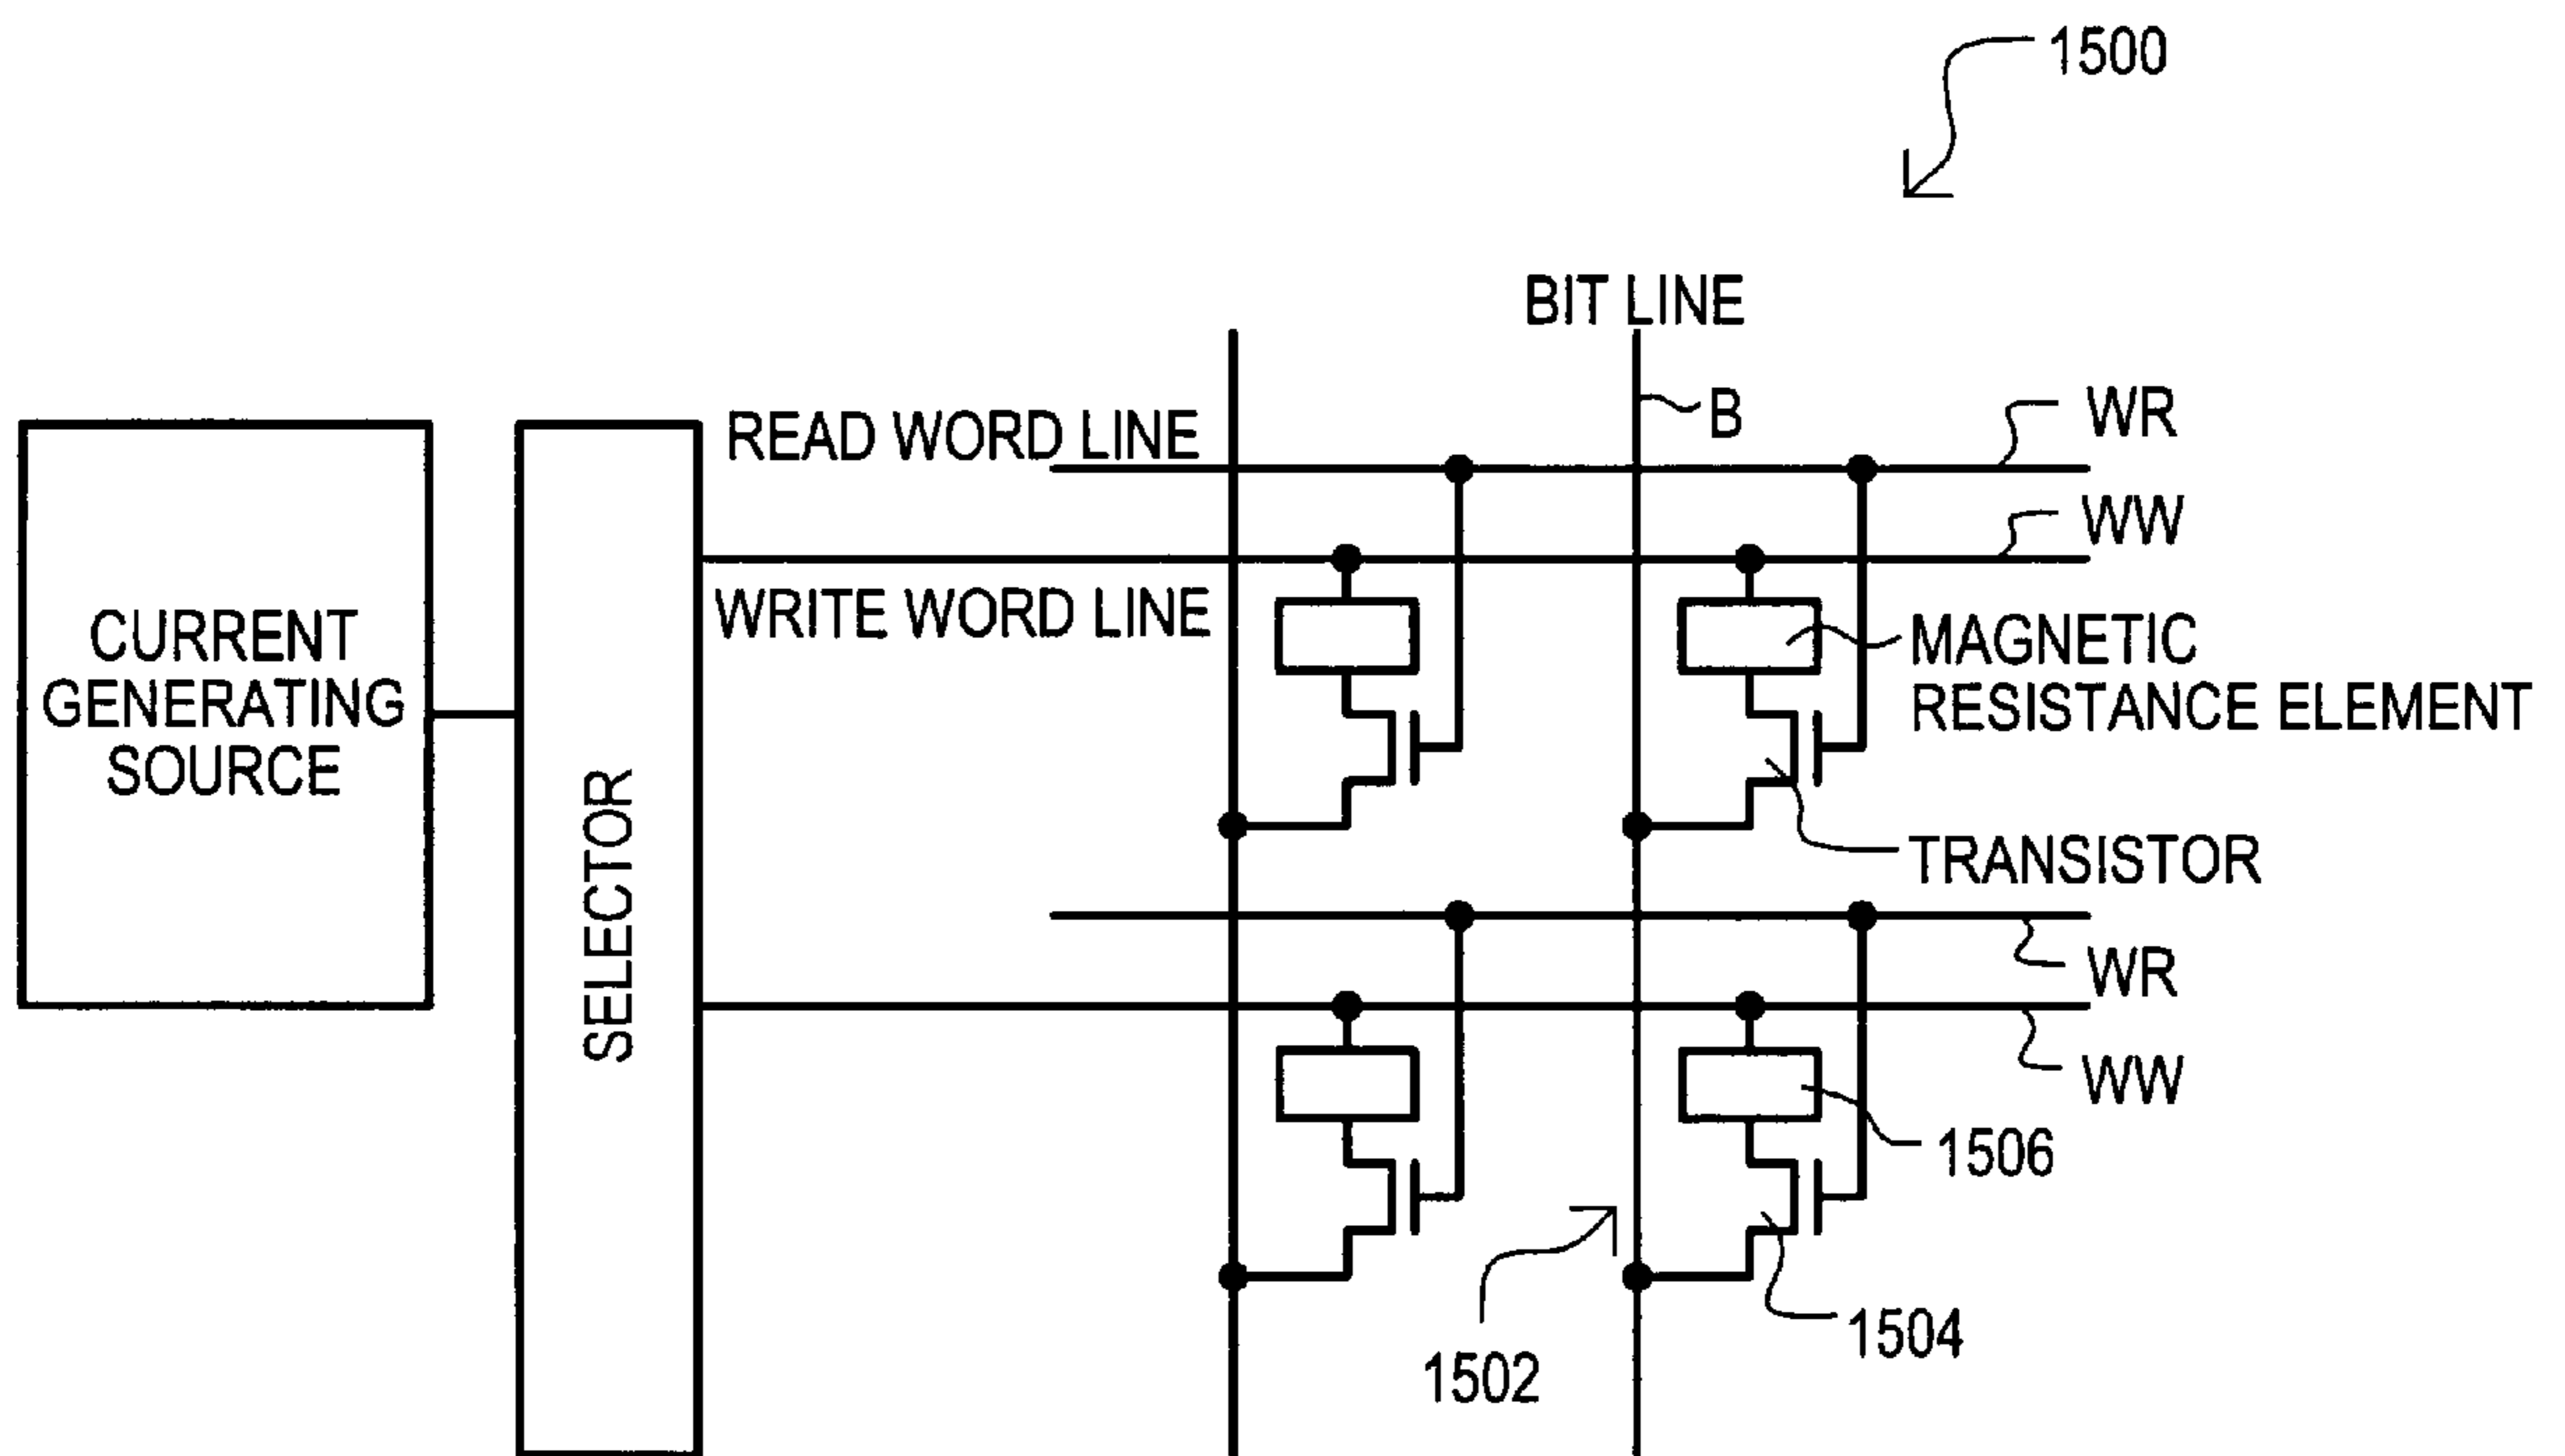 1500
BIT LINE
B
READ WORD LINE
WR
WW
WRITE WORD LINE
CURRENT
GENERATING
SOURCE
SELECTOR
MAGNETIC
RESISTANCE ELEMENT
TRANSISTOR
WR
WW
1506
1504
1502